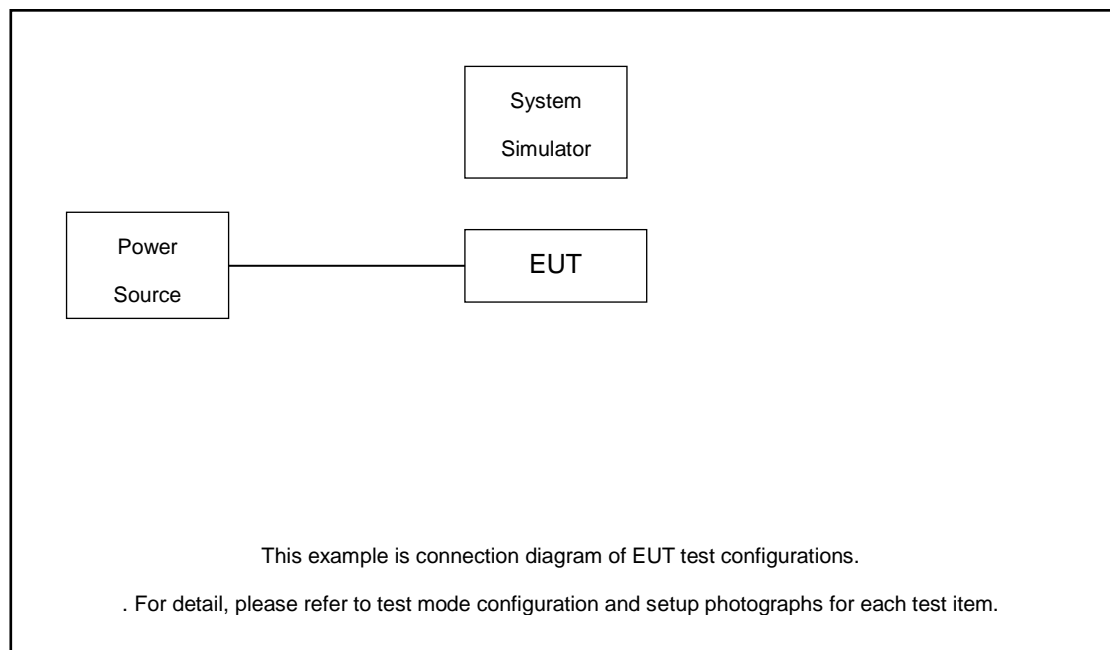 System
Simulator
Power
Source
EUT
This example is connection diagram of EUT test configurations.
. For detail, please refer to test mode configuration and setup photographs for each test item.